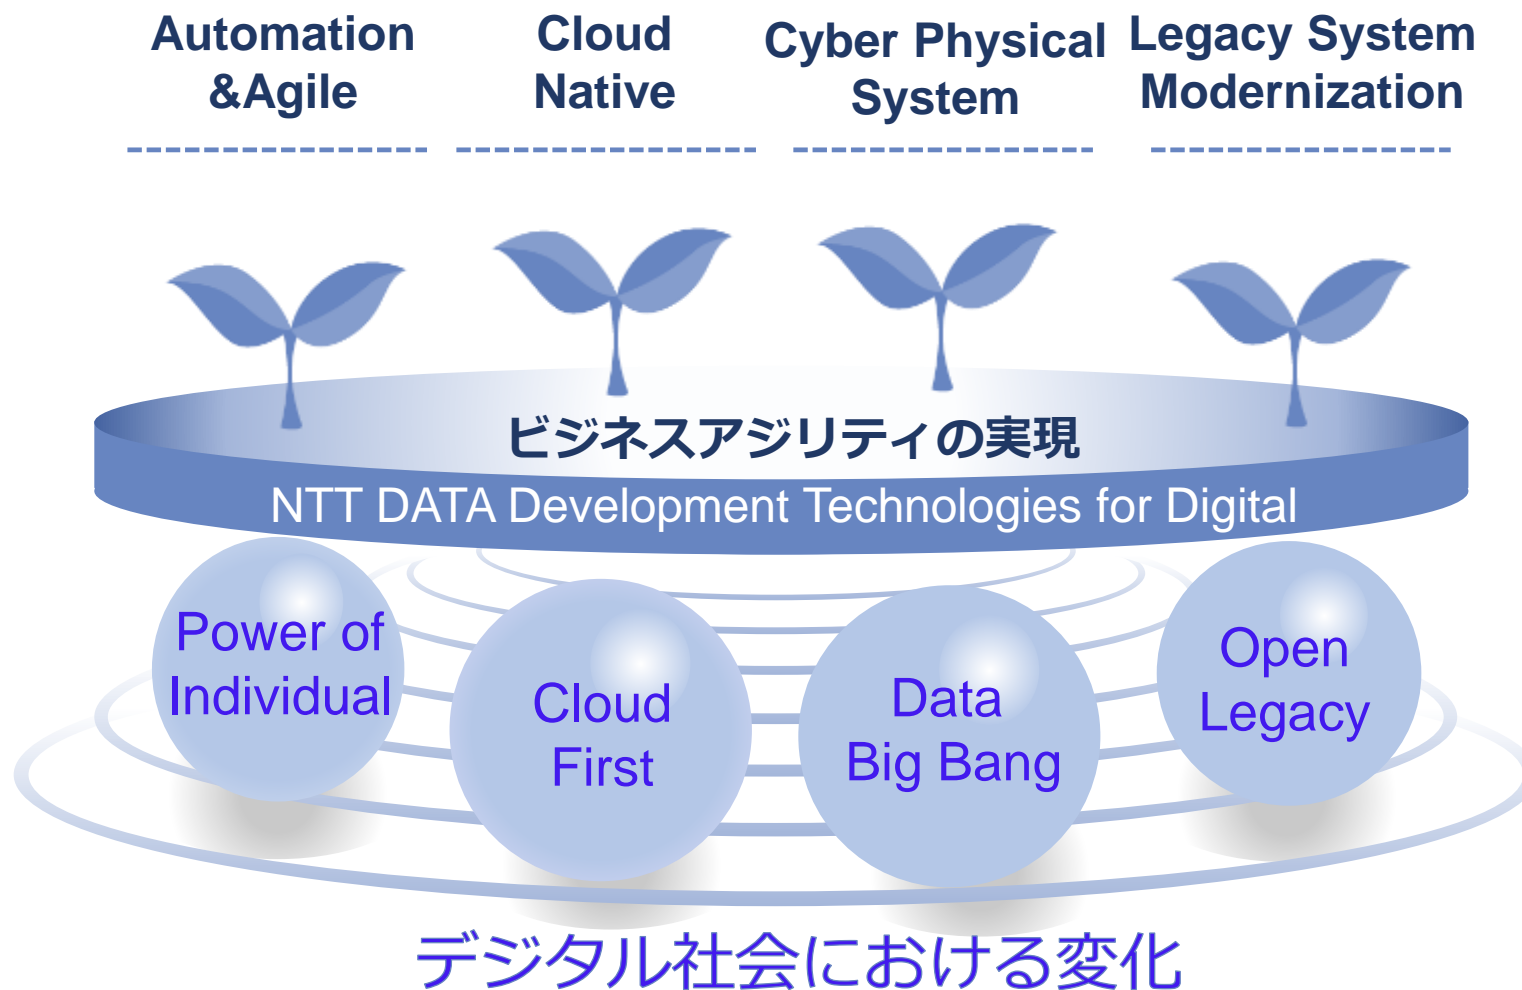 Automation
&Agile
Cloud
Native
Cyber Physical
System
Legacy System
Modernization
ビジネスアジリティの実現
NTT DATA Development Technologies for Digital
Power of
Individual
Cloud
First
Data
Big Bang
Open
Legacy
デジタル社会における変化